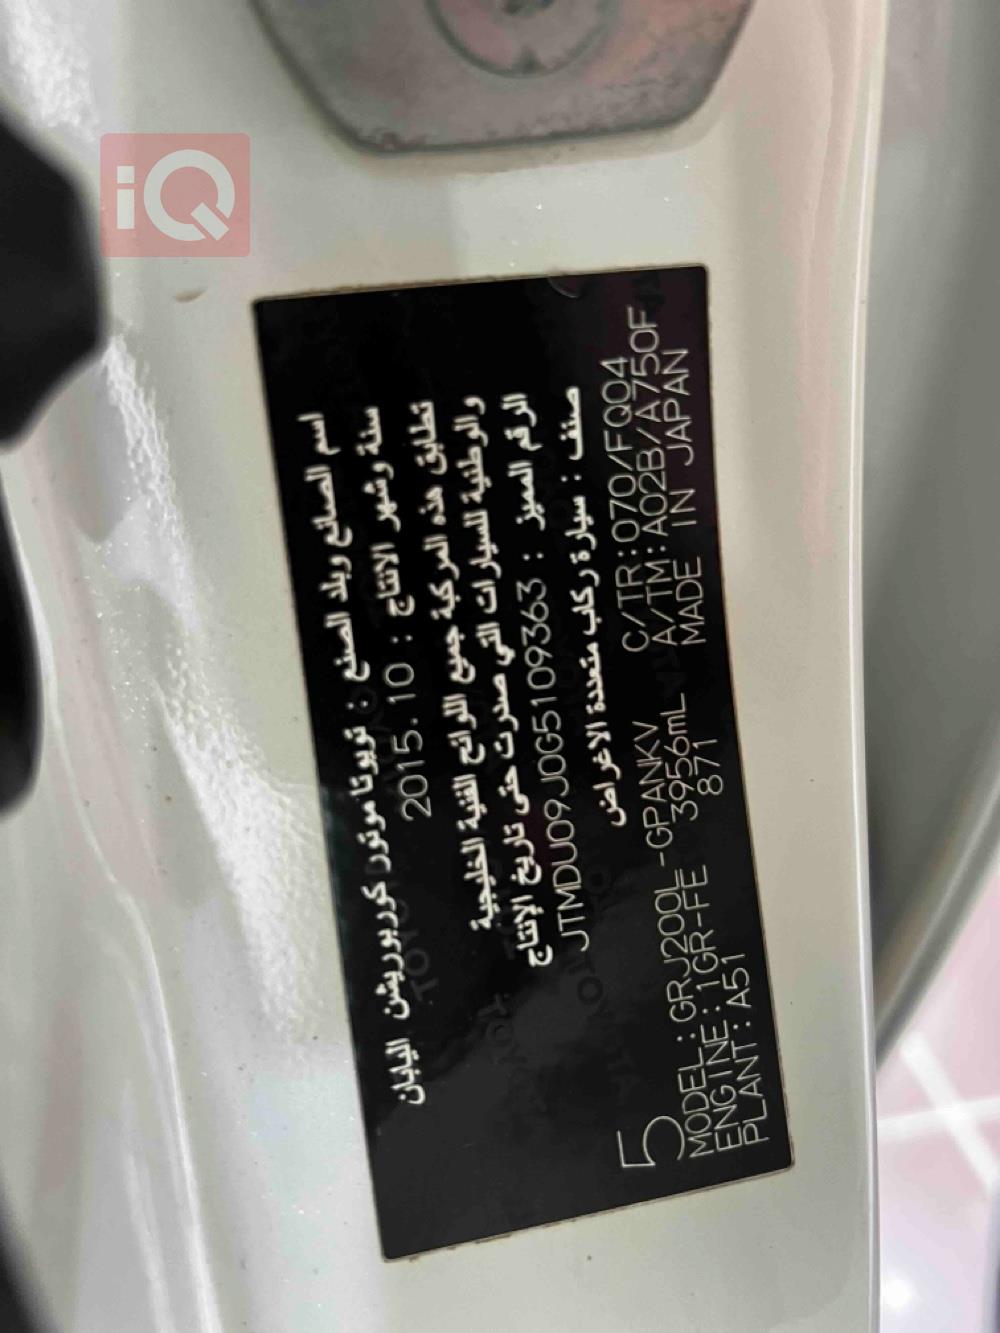 iQ
اسم الصانع وبلد الصنع : تويوتا موتور كوربوريشن اليابان
سنة وشهر الانتاج : 2015.10
تطابق هذه المركبة جميع اللوائح الفنية الخليجية
والوطنية للسيارات التي صدرت حتى تاريخ الإنتاج
الرقم المميز : JTMDU09J0G5109363
صنف : سيارة ركاب متعددة الاغراض
5
MODEL:GRJ200L-GPANKV C/TR:070/FQ04
ENGINE:1GR-FE 3956mL A/TM:A02B/A750F
PLANT:A51 871 MADE IN JAPAN